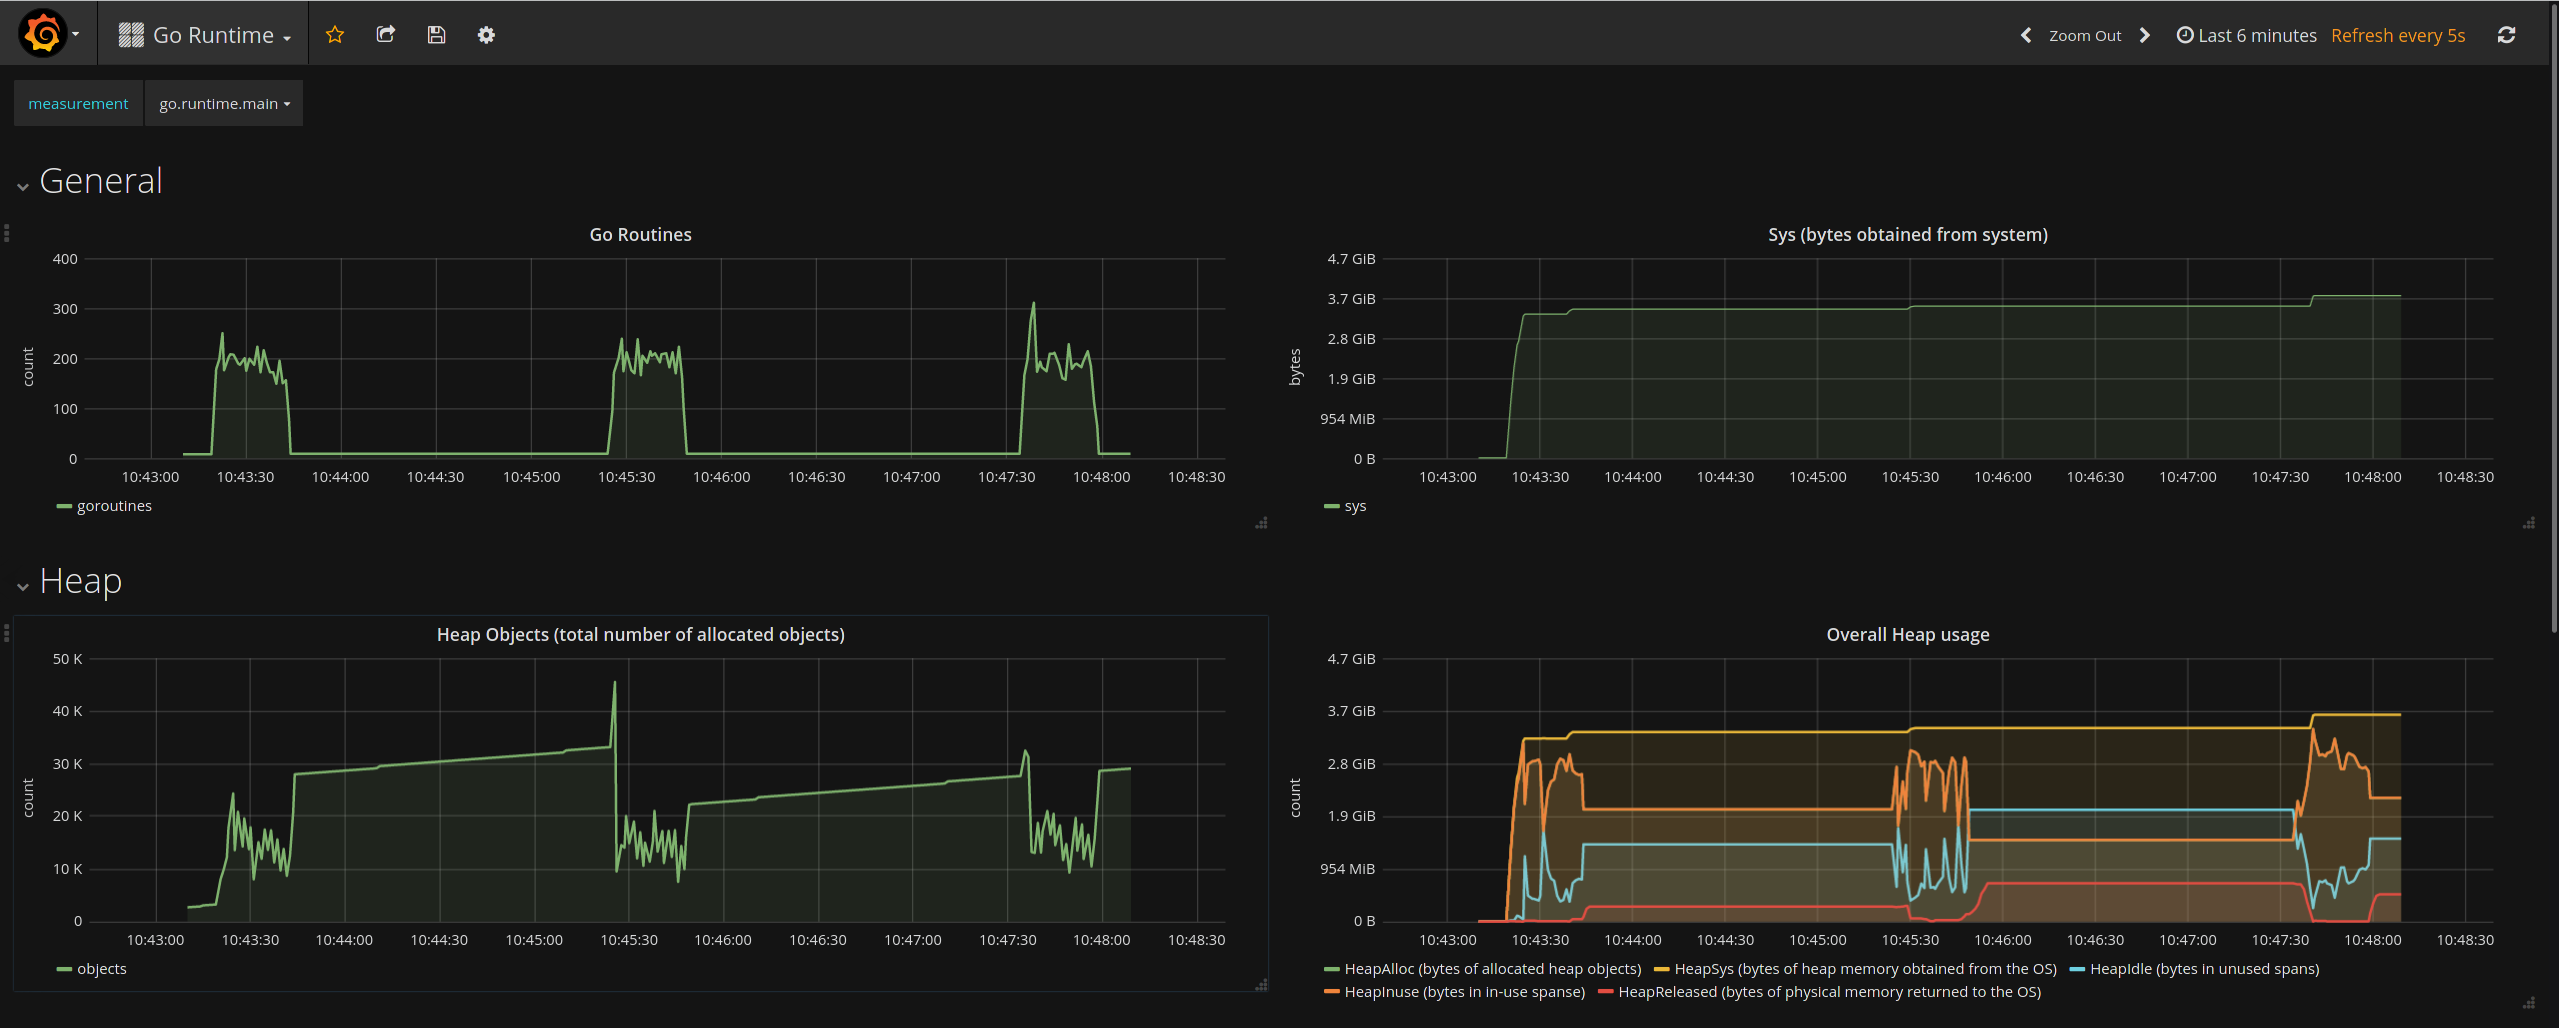 Go Runtime
Zoom Out
Last 6 minutes
Refresh every 5s
measurement
go.runtime.main
General
Go Routines
400
300
200
100
0
count
10:43:00 10:43:30 10:44:00 10:44:30 10:45:00 10:45:30 10:46:00 10:46:30 10:47:00 10:47:30 10:48:00 10:48:30
goroutines
Sys (bytes obtained from system)
4.7 GiB
3.7 GiB
2.8 GiB
1.9 GiB
954 MiB
0 B
bytes
10:43:00 10:43:30 10:44:00 10:44:30 10:45:00 10:45:30 10:46:00 10:46:30 10:47:00 10:47:30 10:48:00 10:48:30
sys
Heap
Heap Objects (total number of allocated objects)
50 K
40 K
30 K
20 K
10 K
0
count
10:43:00 10:43:30 10:44:00 10:44:30 10:45:00 10:45:30 10:46:00 10:46:30 10:47:00 10:47:30 10:48:00 10:48:30
objects
Overall Heap usage
4.7 GiB
3.7 GiB
2.8 GiB
1.9 GiB
954 MiB
0 B
count
10:43:00 10:43:30 10:44:00 10:44:30 10:45:00 10:45:30 10:46:00 10:46:30 10:47:00 10:47:30 10:48:00 10:48:30
HeapAlloc (bytes of allocated heap objects) HeapSys (bytes of heap memory obtained from the OS) HeapIdle (bytes in unused spans)
HeapInuse (bytes in in-use spanse) HeapReleased (bytes of physical memory returned to the OS)